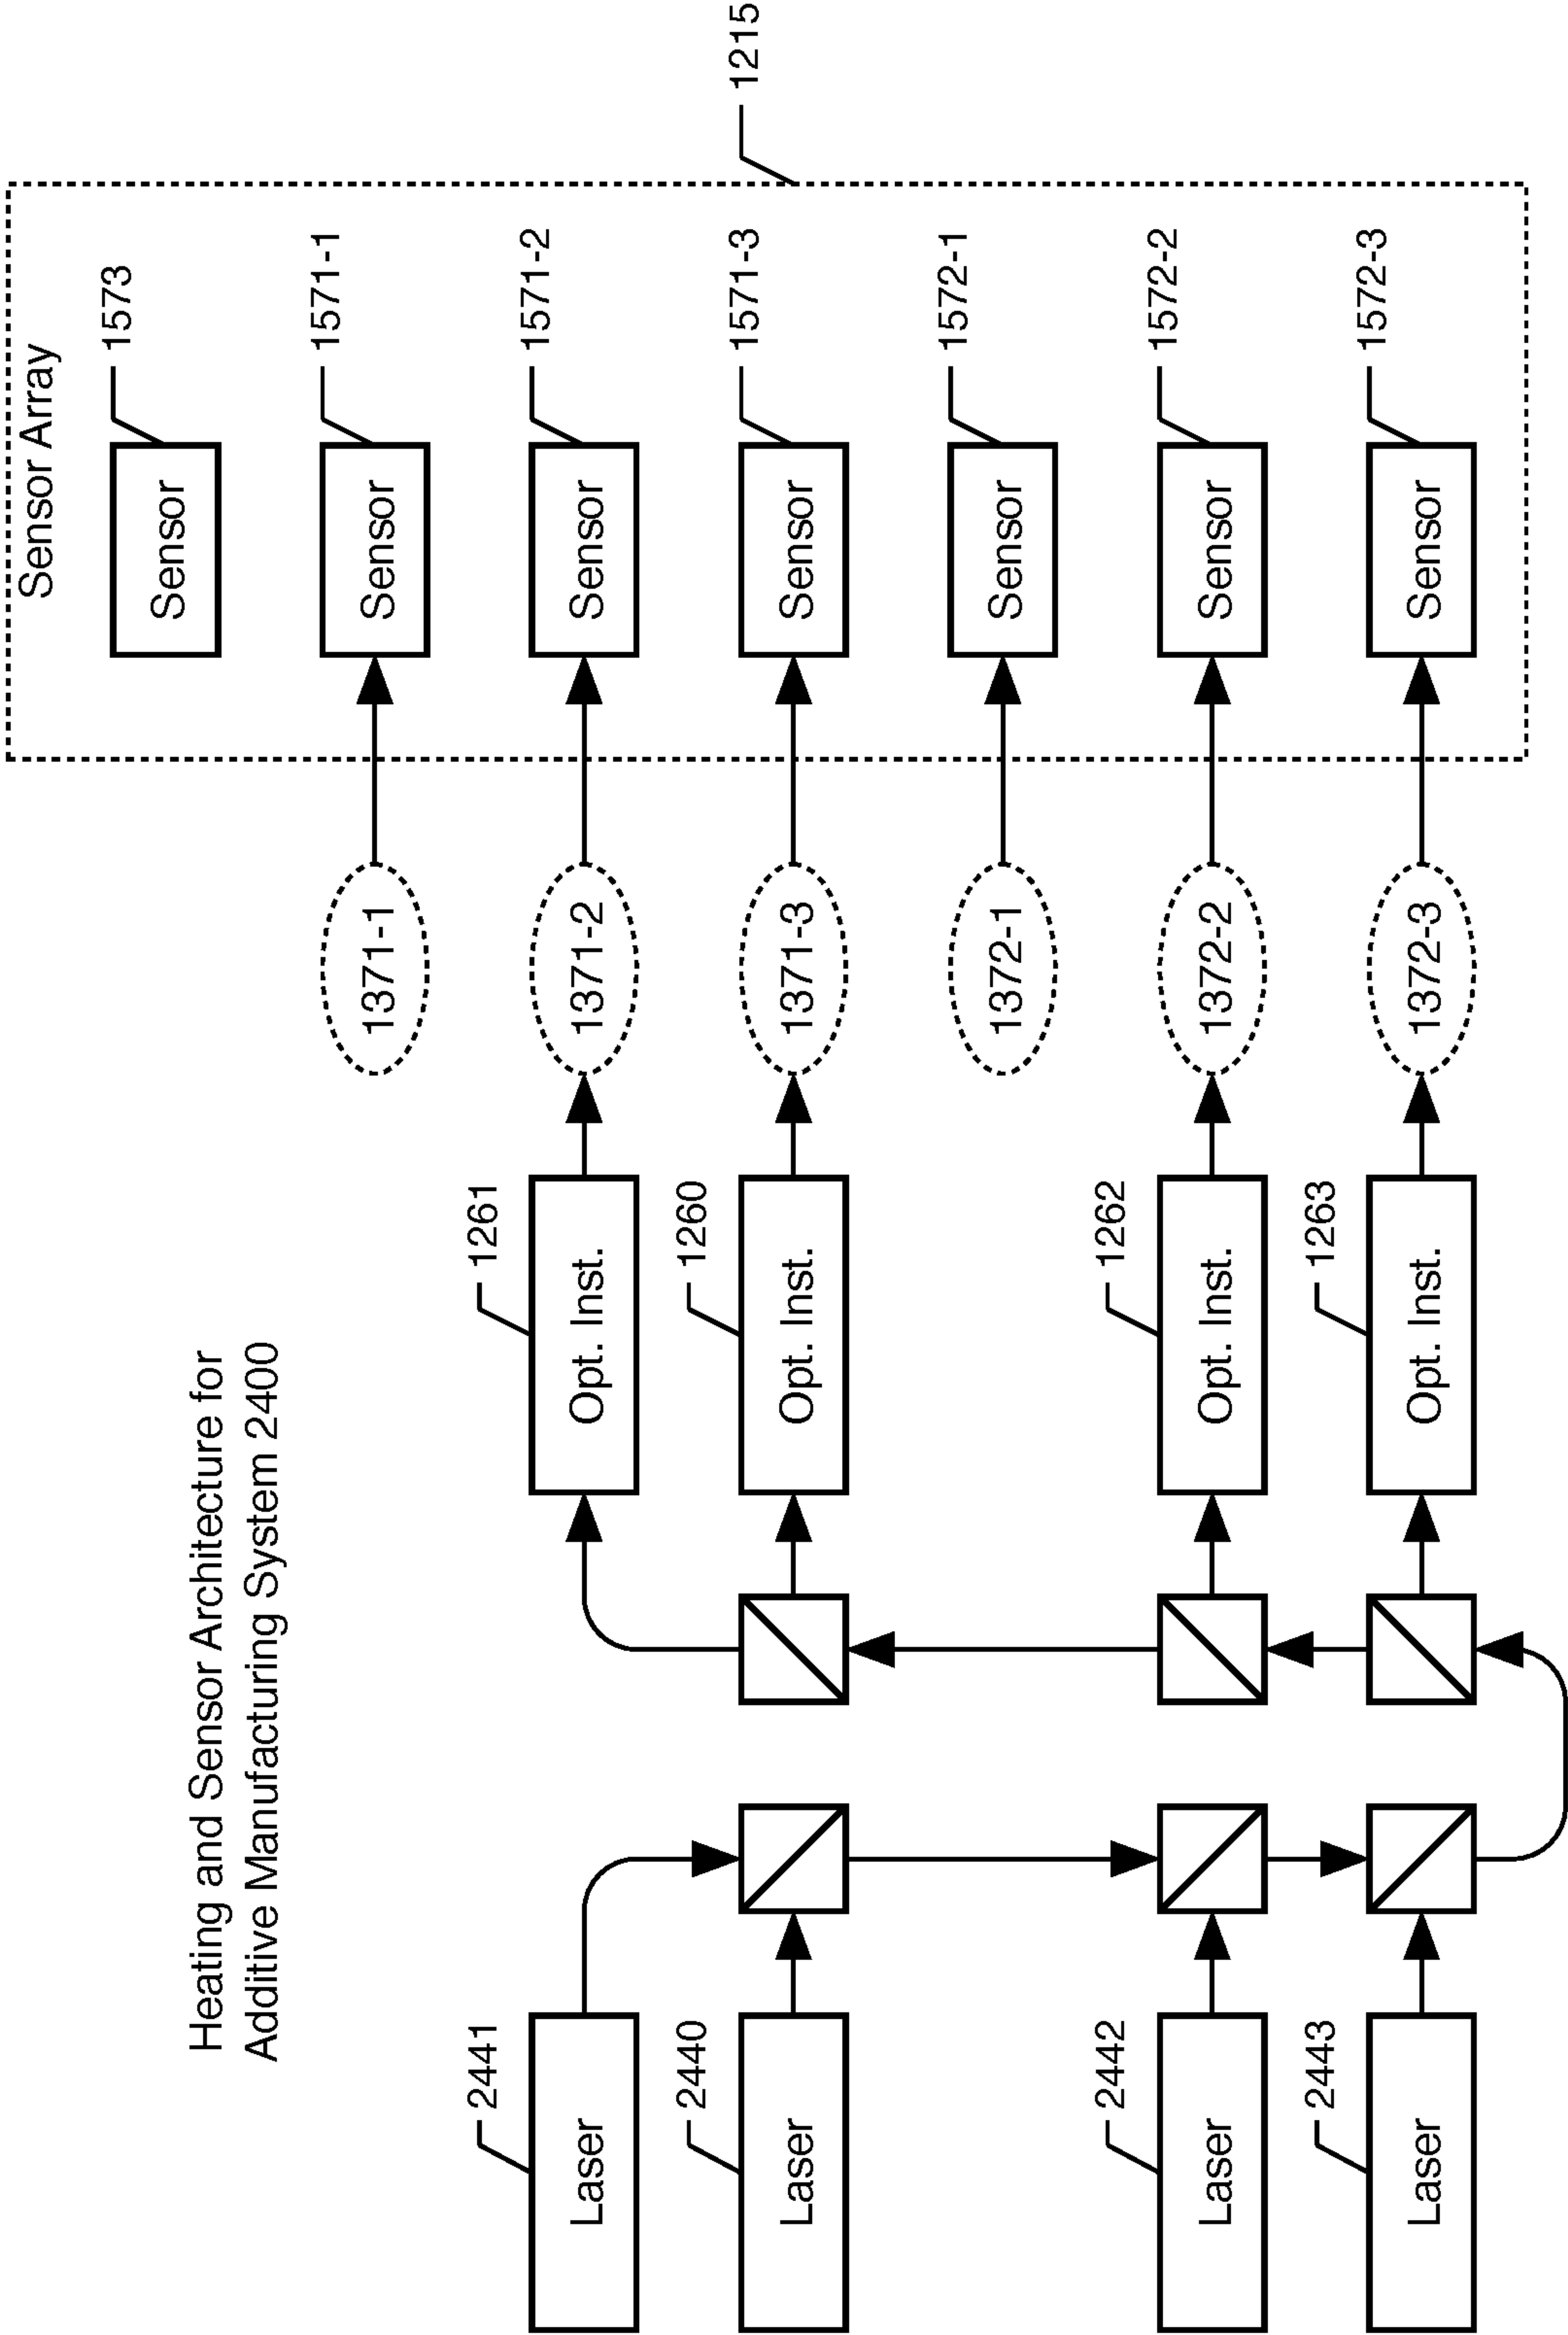 Heating and Sensor Architecture for
Additive Manufacturing System 2400
Sensor Array
1215
Sensor
1573
1371-1
Sensor
1571-1
Laser
2441
Opt. Inst.
1261
1371-2
Sensor
1571-2
Laser
2440
Opt. Inst.
1260
1371-3
Sensor
1571-3
1372-1
Sensor
1572-1
Laser
2442
Opt. Inst.
1262
1372-2
Sensor
1572-2
Laser
2443
Opt. Inst.
1263
1372-3
Sensor
1572-3